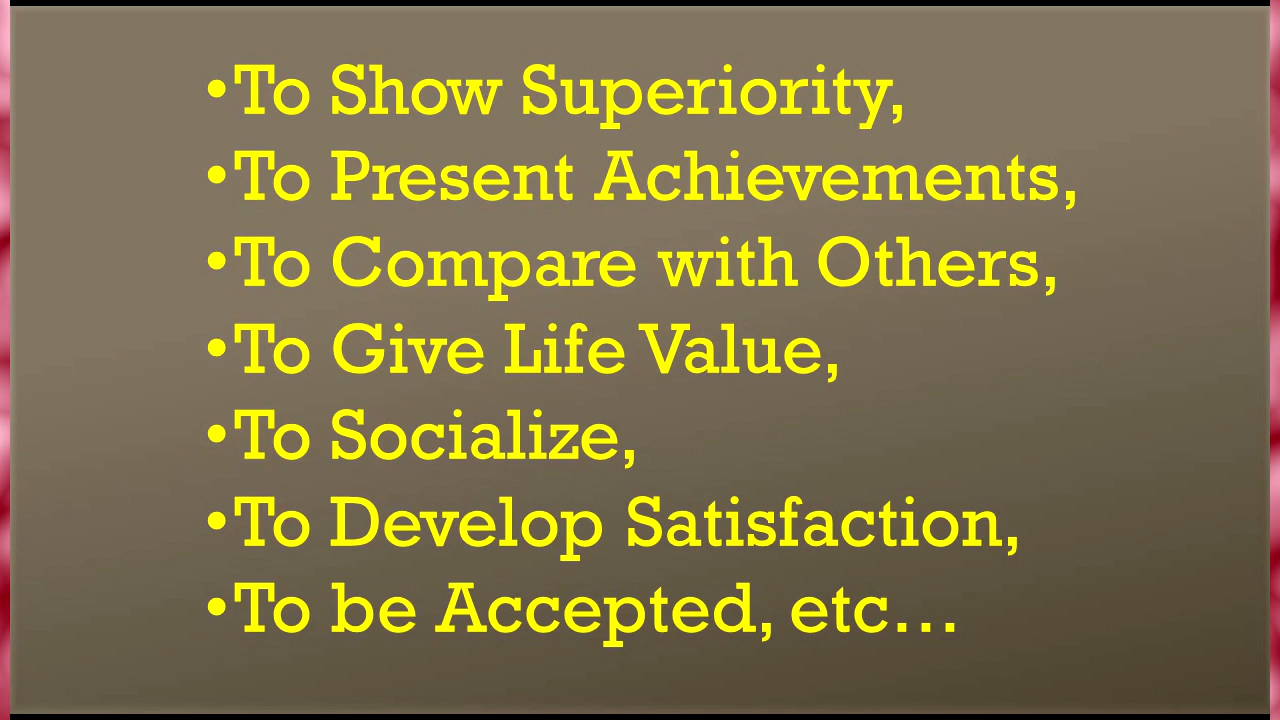 •To Show Superiority,
•To Present Achievements,
•To Compare with Others,
•To Give Life Value,
•To Socialize,
•To Develop Satisfaction,
•To be Accepted, etc…